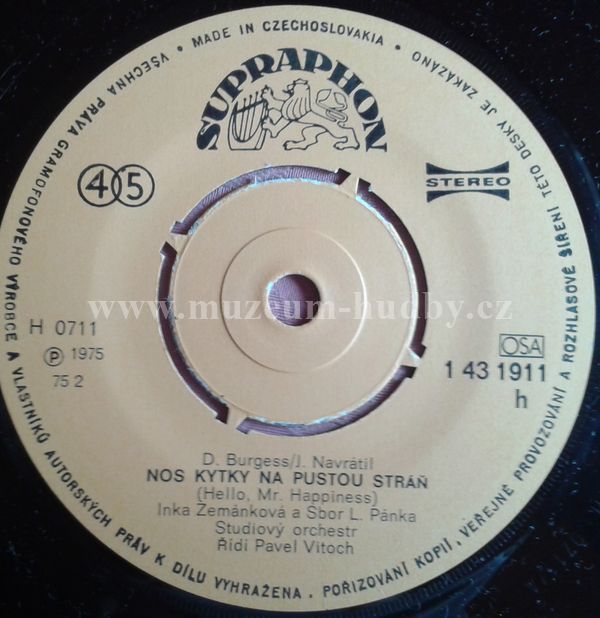 VŠECHNA PRÁVA GRAMOFONOVÉHO VÝROBCE A VLASTNÍKŮ AUTORSKÝCH PRÁV K DÍLU VYHRAŽENA . POŘIZOVÁNÍ KOPIÍ, VEŘEJNÉ PROVOZOVÁNÍ A ROZHLASOVÉ ŠÍŘENÍ TÉTO DESKY JE ZAKÁZÁNO • MADE IN CZECHOSLOVAKIA •
SUPRAPHON
45
STEREO
www.muzeum-hudby.cz
H 0711
P 1975
75 2
OSA
1 43 1911
h
D. Burgess/J. Navrátil
NOS KYTKY NA PUSTOU STRÁŇ
(Hello, Mr. Happiness)
Inka Zemánková a Sbor L. Pánka
Studiový orchestr
Řídí Pavel Vitoch